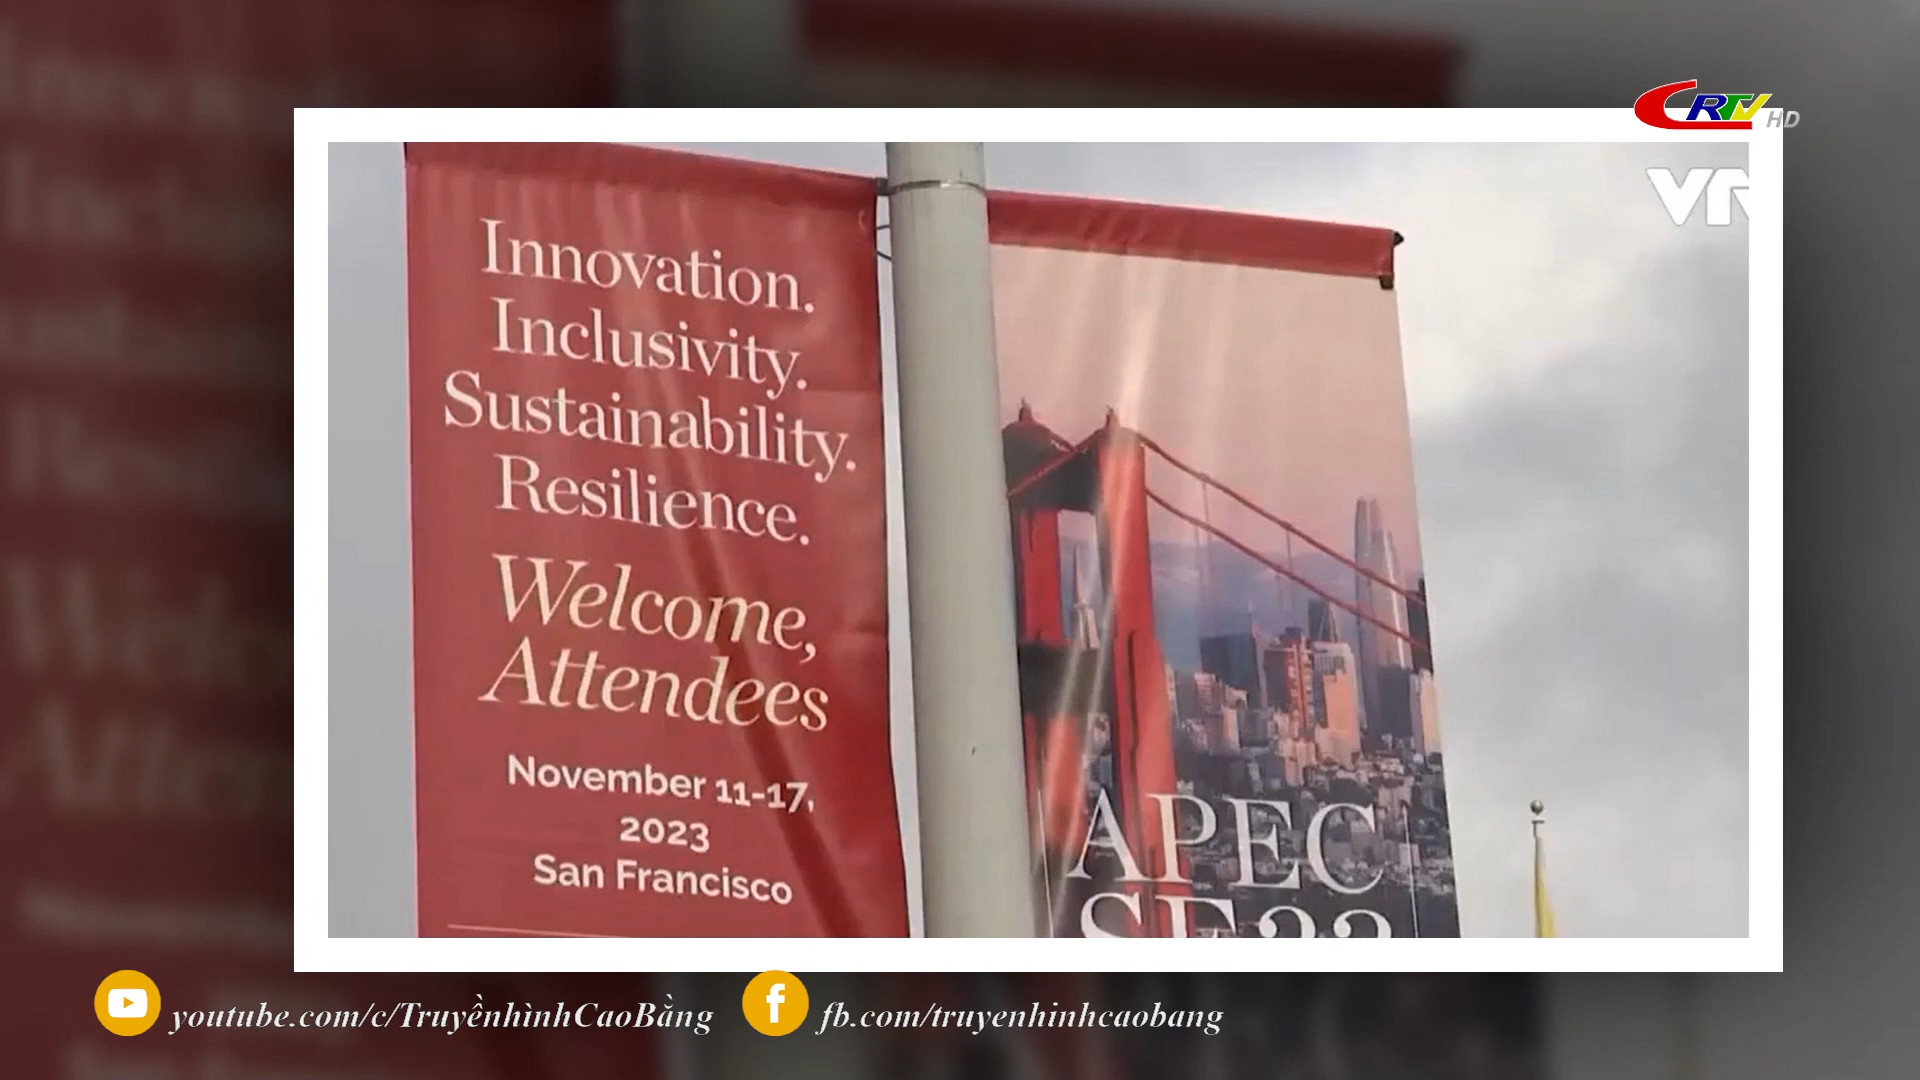 CRTV HD
Innovation.
Inclusivity.
Sustainability.
Resilience.
Welcome,
Attendees
November 11-17,
2023
San Francisco
APEC
youtube.com/c/TruyềnhìnhCaoBằng
fb.com/truyenhinhcaobang